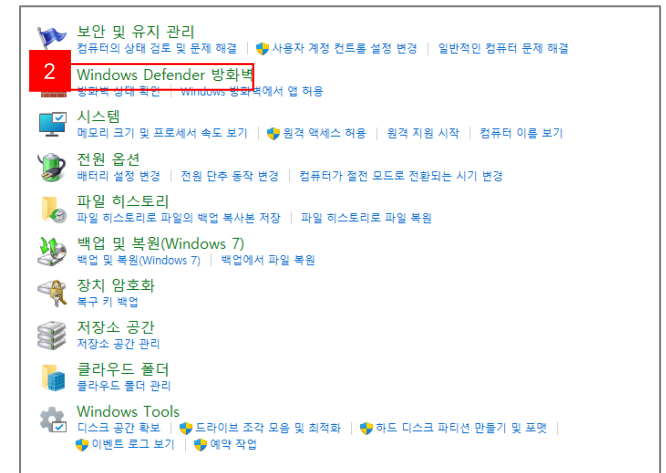 보안 및 유지 관리
컴퓨터의 상태 검토 및 문제 해결 | 사용자 계정 컨트롤 설정 변경 | 일반적인 컴퓨터 문제 해결
2
Windows Defender 방화벽
방화벽 상태 확인 | Windows 방화벽에서 앱 허용
시스템
메모리 크기 및 프로세서 속도 보기 | 원격 액세스 허용 | 원격 지원 시작 | 컴퓨터 이름 보기
전원 옵션
배터리 설정 변경 | 전원 단추 동작 변경 | 컴퓨터가 절전 모드로 전환되는 시기 변경
파일 히스토리
파일 히스토리로 파일의 백업 복사본 저장 | 파일 히스토리로 파일 복원
백업 및 복원(Windows 7)
백업 및 복원(Windows 7) | 백업에서 파일 복원
장치 암호화
복구 키 백업
저장소 공간
저장소 공간 관리
클라우드 폴더
클라우드 폴더 관리
Windows Tools
디스크 공간 확보 | 드라이브 조각 모음 및 최적화 | 하드 디스크 파티션 만들기 및 포맷 |
이벤트 로그 보기 | 예약 작업